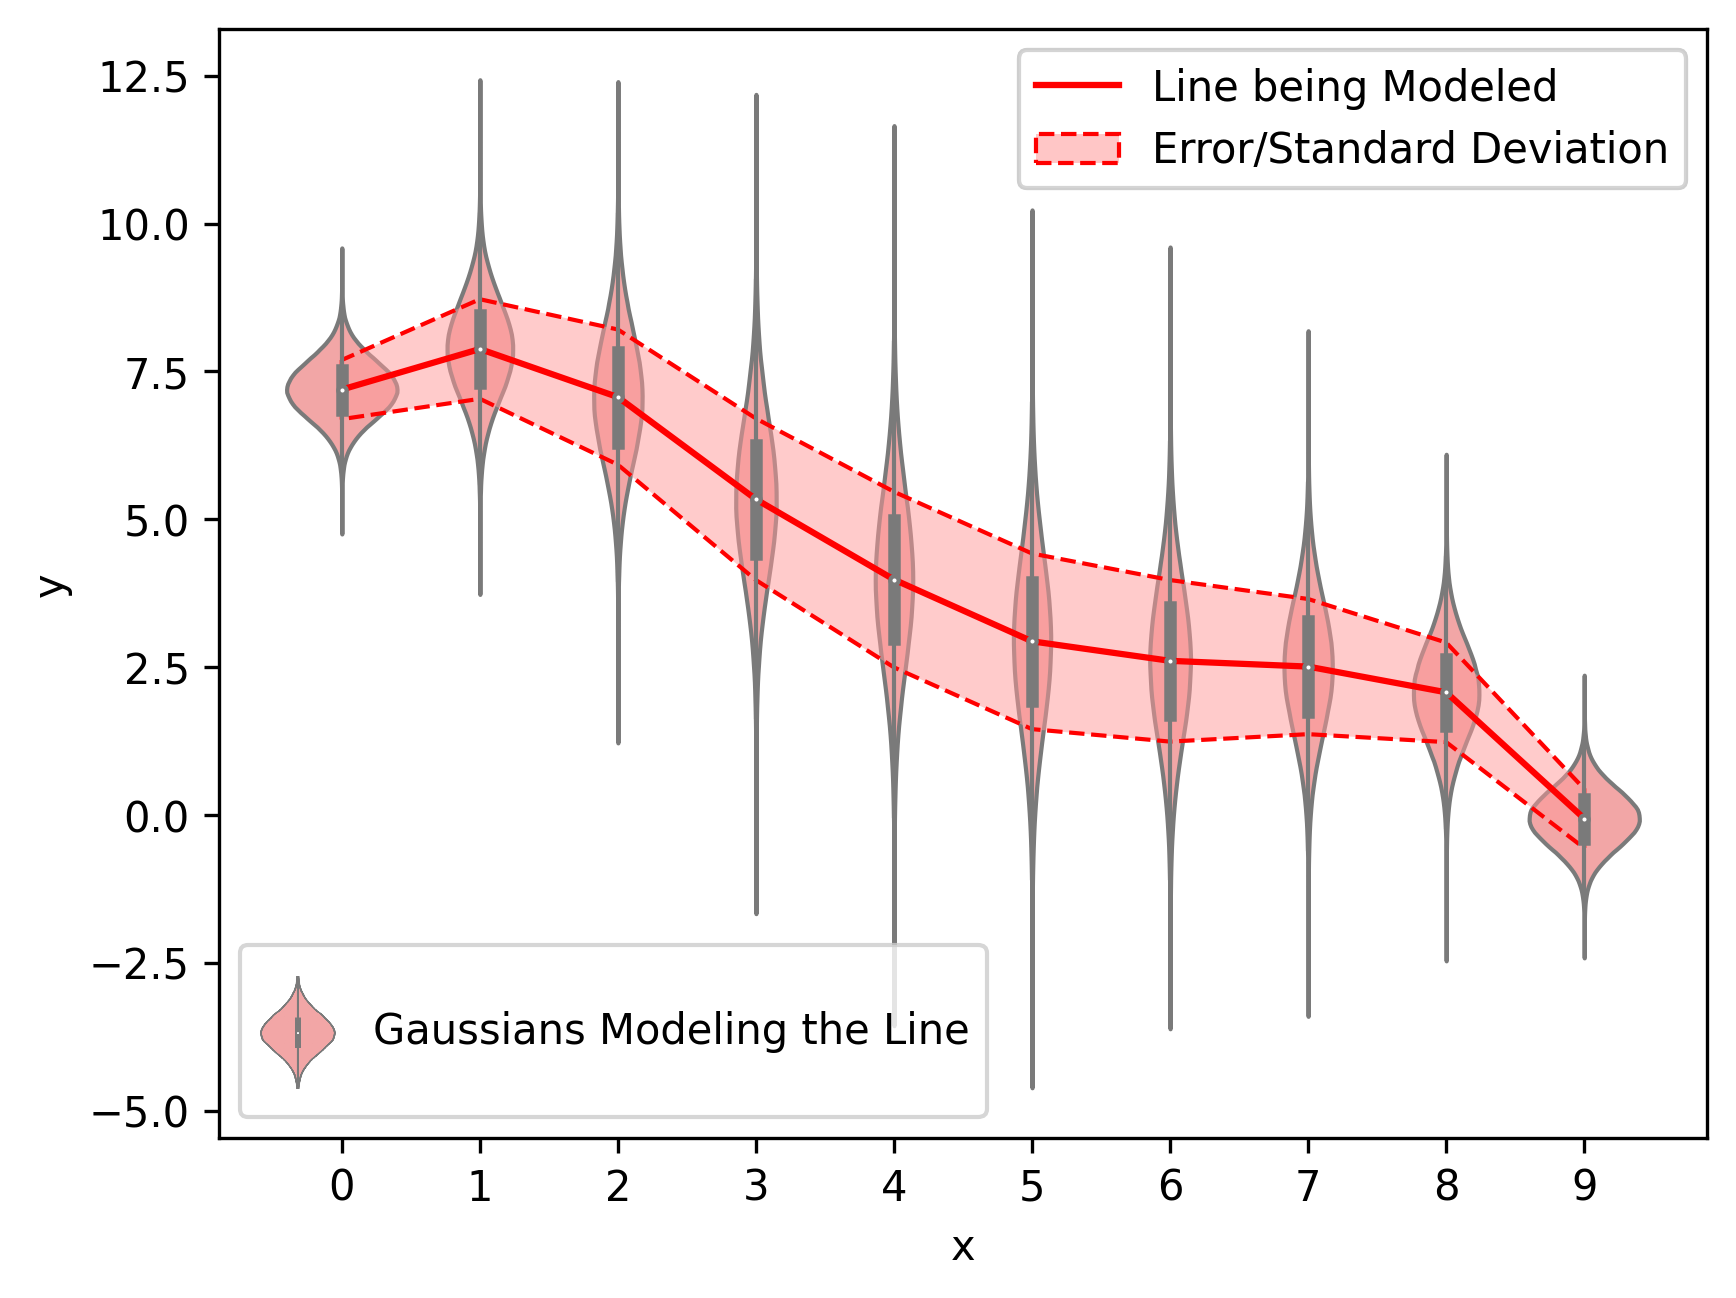 12.5
10.0
7.5
5.0
2.5
0.0
−2.5
−5.0
y
Line being Modeled
Error/Standard Deviation
Gaussians Modeling the Line
0 1 2 3 4 5 6 7 8 9
x